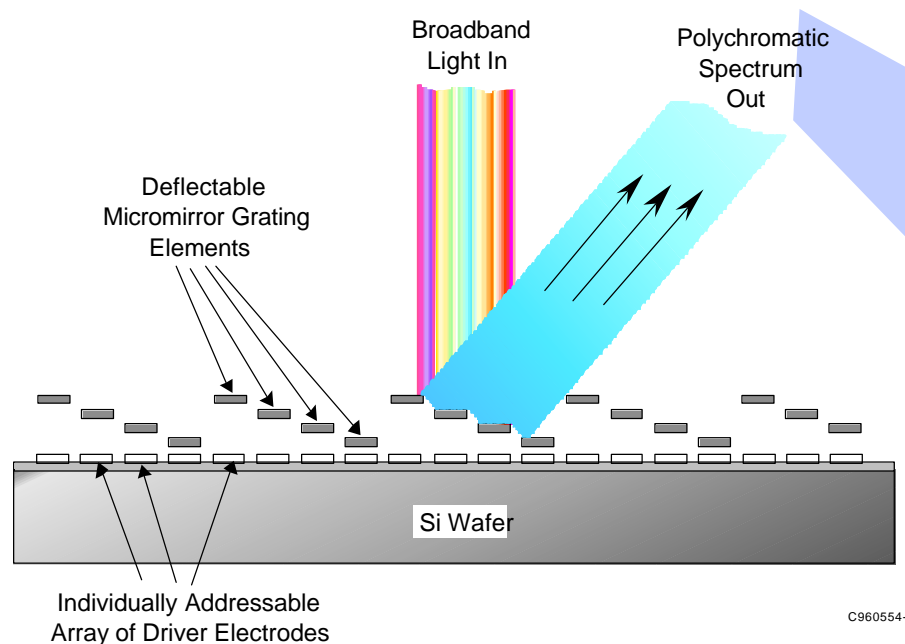 Broadband
Light In
Polychromatic
Spectrum
Out
Deflectable
Micromirror Grating
Elements
Si Wafer
Individually Addressable
Array of Driver Electrodes
C960554-